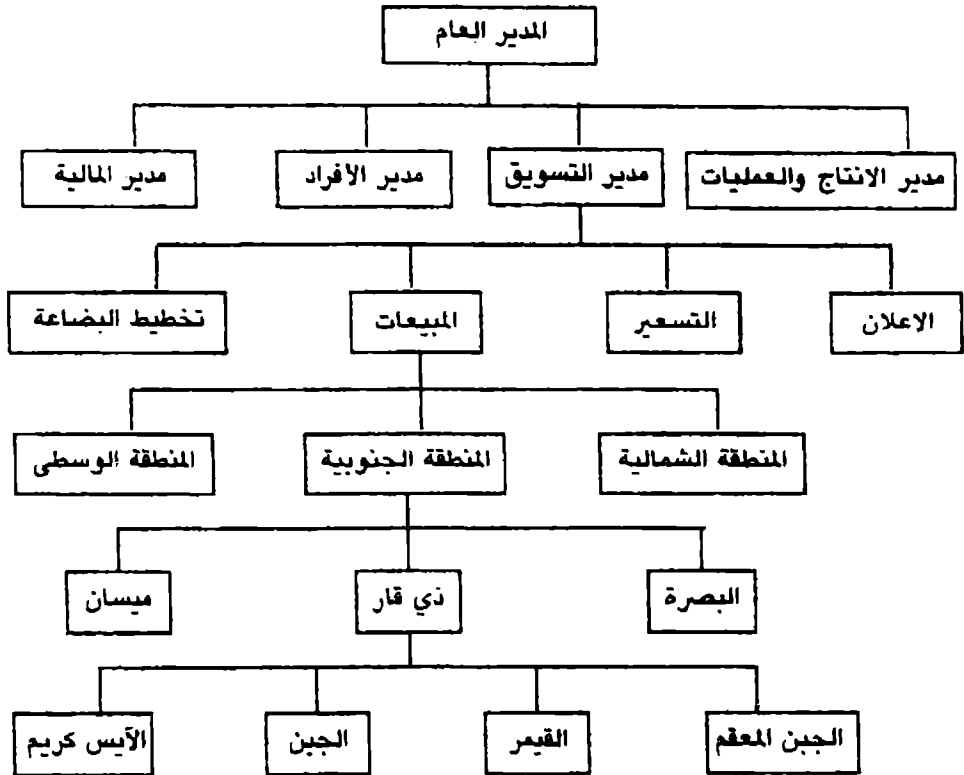 المدير العام
مدير الانتاج والعمليات
مدير التسويق
مدير الأفراد
مدير المالية
الاعلان
التسعير
المبيعات
تخطيط البضاعة
المنطقة الشمالية
المنطقة الجنوبية
المنطقة الوسطى
البصرة
ذي قار
ميسان
الجبن المعقم
القيمر
الجبن
الآيس كريم